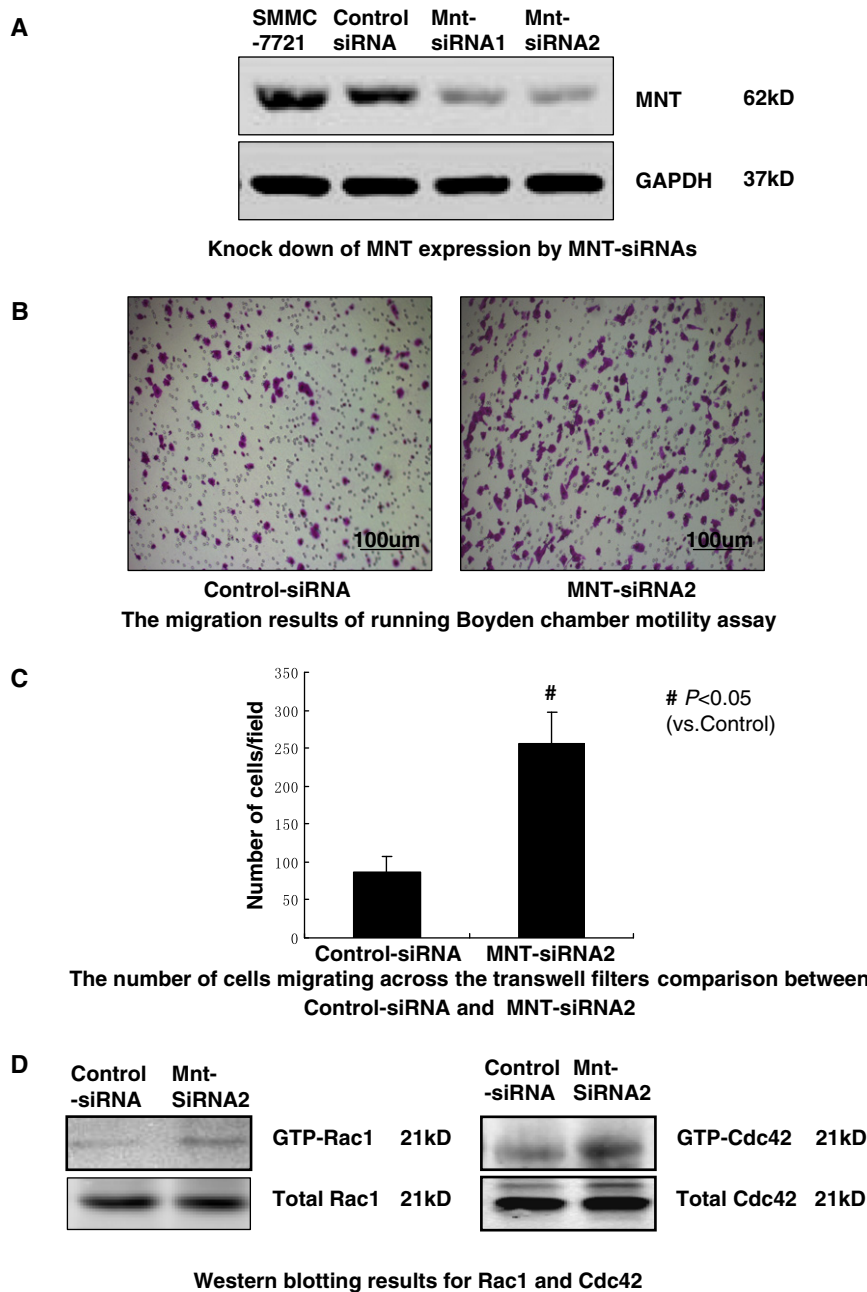 A
SMMC
-7721
Control
siRNA
Mnt-
siRNA1
Mnt-
siRNA2
MNT 62kD
GAPDH 37kD
Knock down of MNT expression by MNT-siRNAs
B
100um
100um
Control-siRNA
MNT-siRNA2
The migration results of running Boyden chamber motility assay
C
Number of cells/field
350
300
250
200
150
100
50
0
#
# P<0.05
(vs.Control)
Control-siRNA
MNT-siRNA2
The number of cells migrating across the transwell filters comparison between
Control-siRNA and MNT-siRNA2
D
Control
-siRNA
Mnt-
SiRNA2
GTP-Rac1 21kD
Total Rac1 21kD
Control
-siRNA
Mnt-
SiRNA2
GTP-Cdc42 21kD
Total Cdc42 21kD
Western blotting results for Rac1 and Cdc42